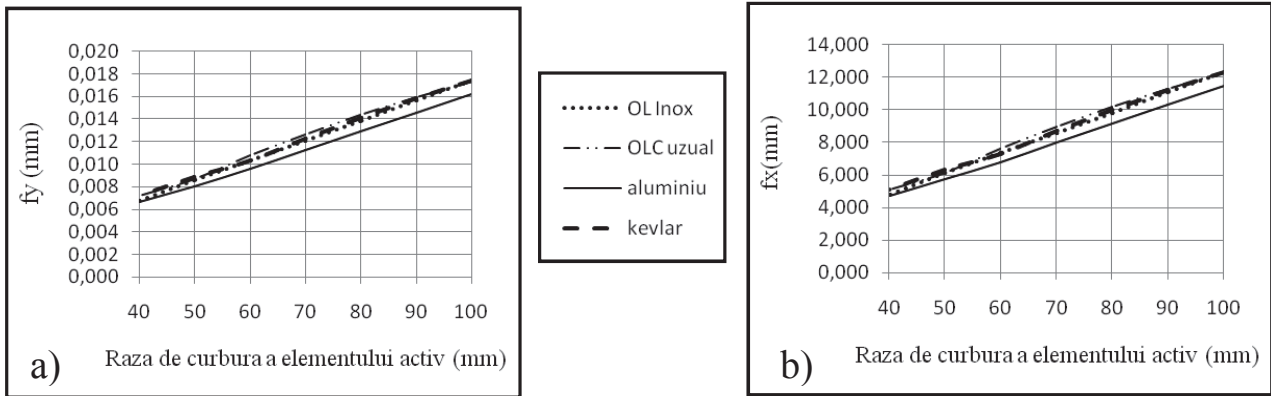 0,020
0,018
0,016
0,014
0,012
0,010
0,008
0,006
0,004
0,002
0,000
fy (mm)
40 50 60 70 80 90 100
Raza de curbura a elementului activ (mm)
a)
OL Inox
OLC uzual
aluminiu
kevlar
14,000
12,000
10,000
8,000
6,000
4,000
2,000
0,000
fx(mm)
40 50 60 70 80 90 100
Raza de curbura a elementului activ (mm)
b)